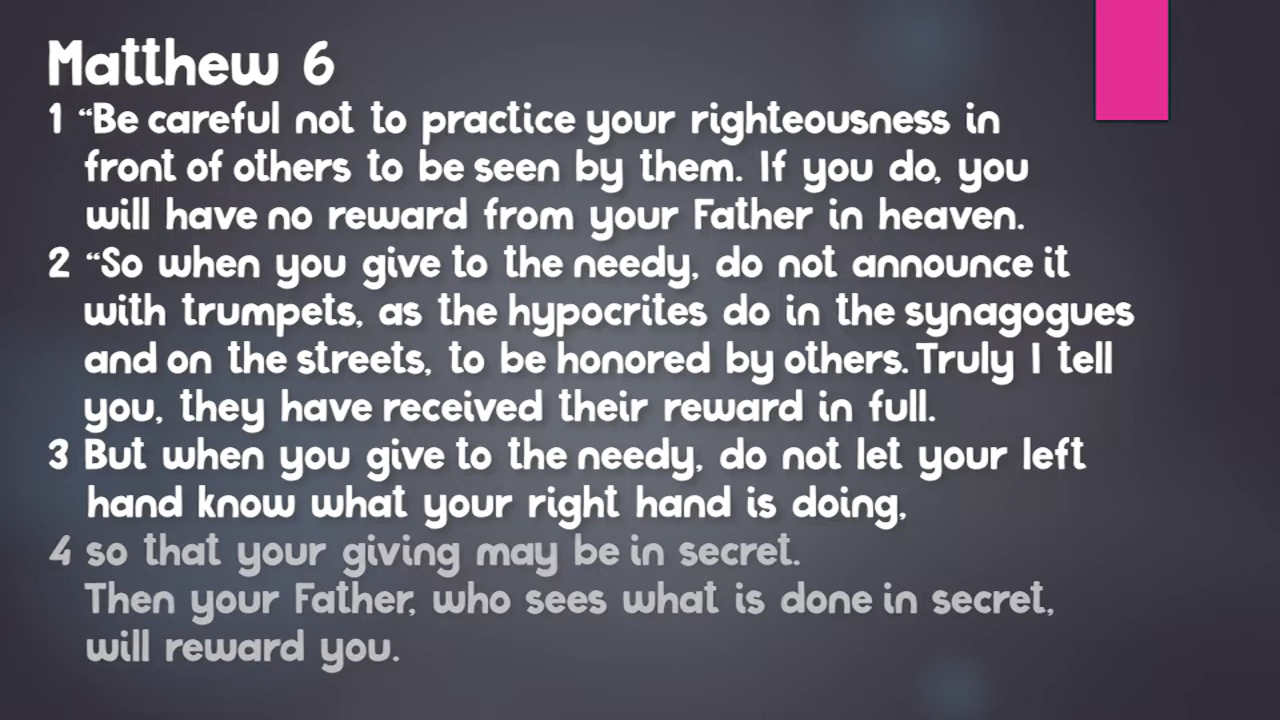 Matthew 6
1 “Be careful not to practice your righteousness in
front of others to be seen by them. If you do, you
will have no reward from your Father in heaven.
2 “So when you give to the needy, do not announce it
with trumpets, as the hypocrites do in the synagogues
and on the streets, to be honored by others. Truly I tell
you, they have received their reward in full.
3 But when you give to the needy, do not let your left
hand know what your right hand is doing,
4 so that your giving may be in secret.
Then your Father, who sees what is done in secret,
will reward you.